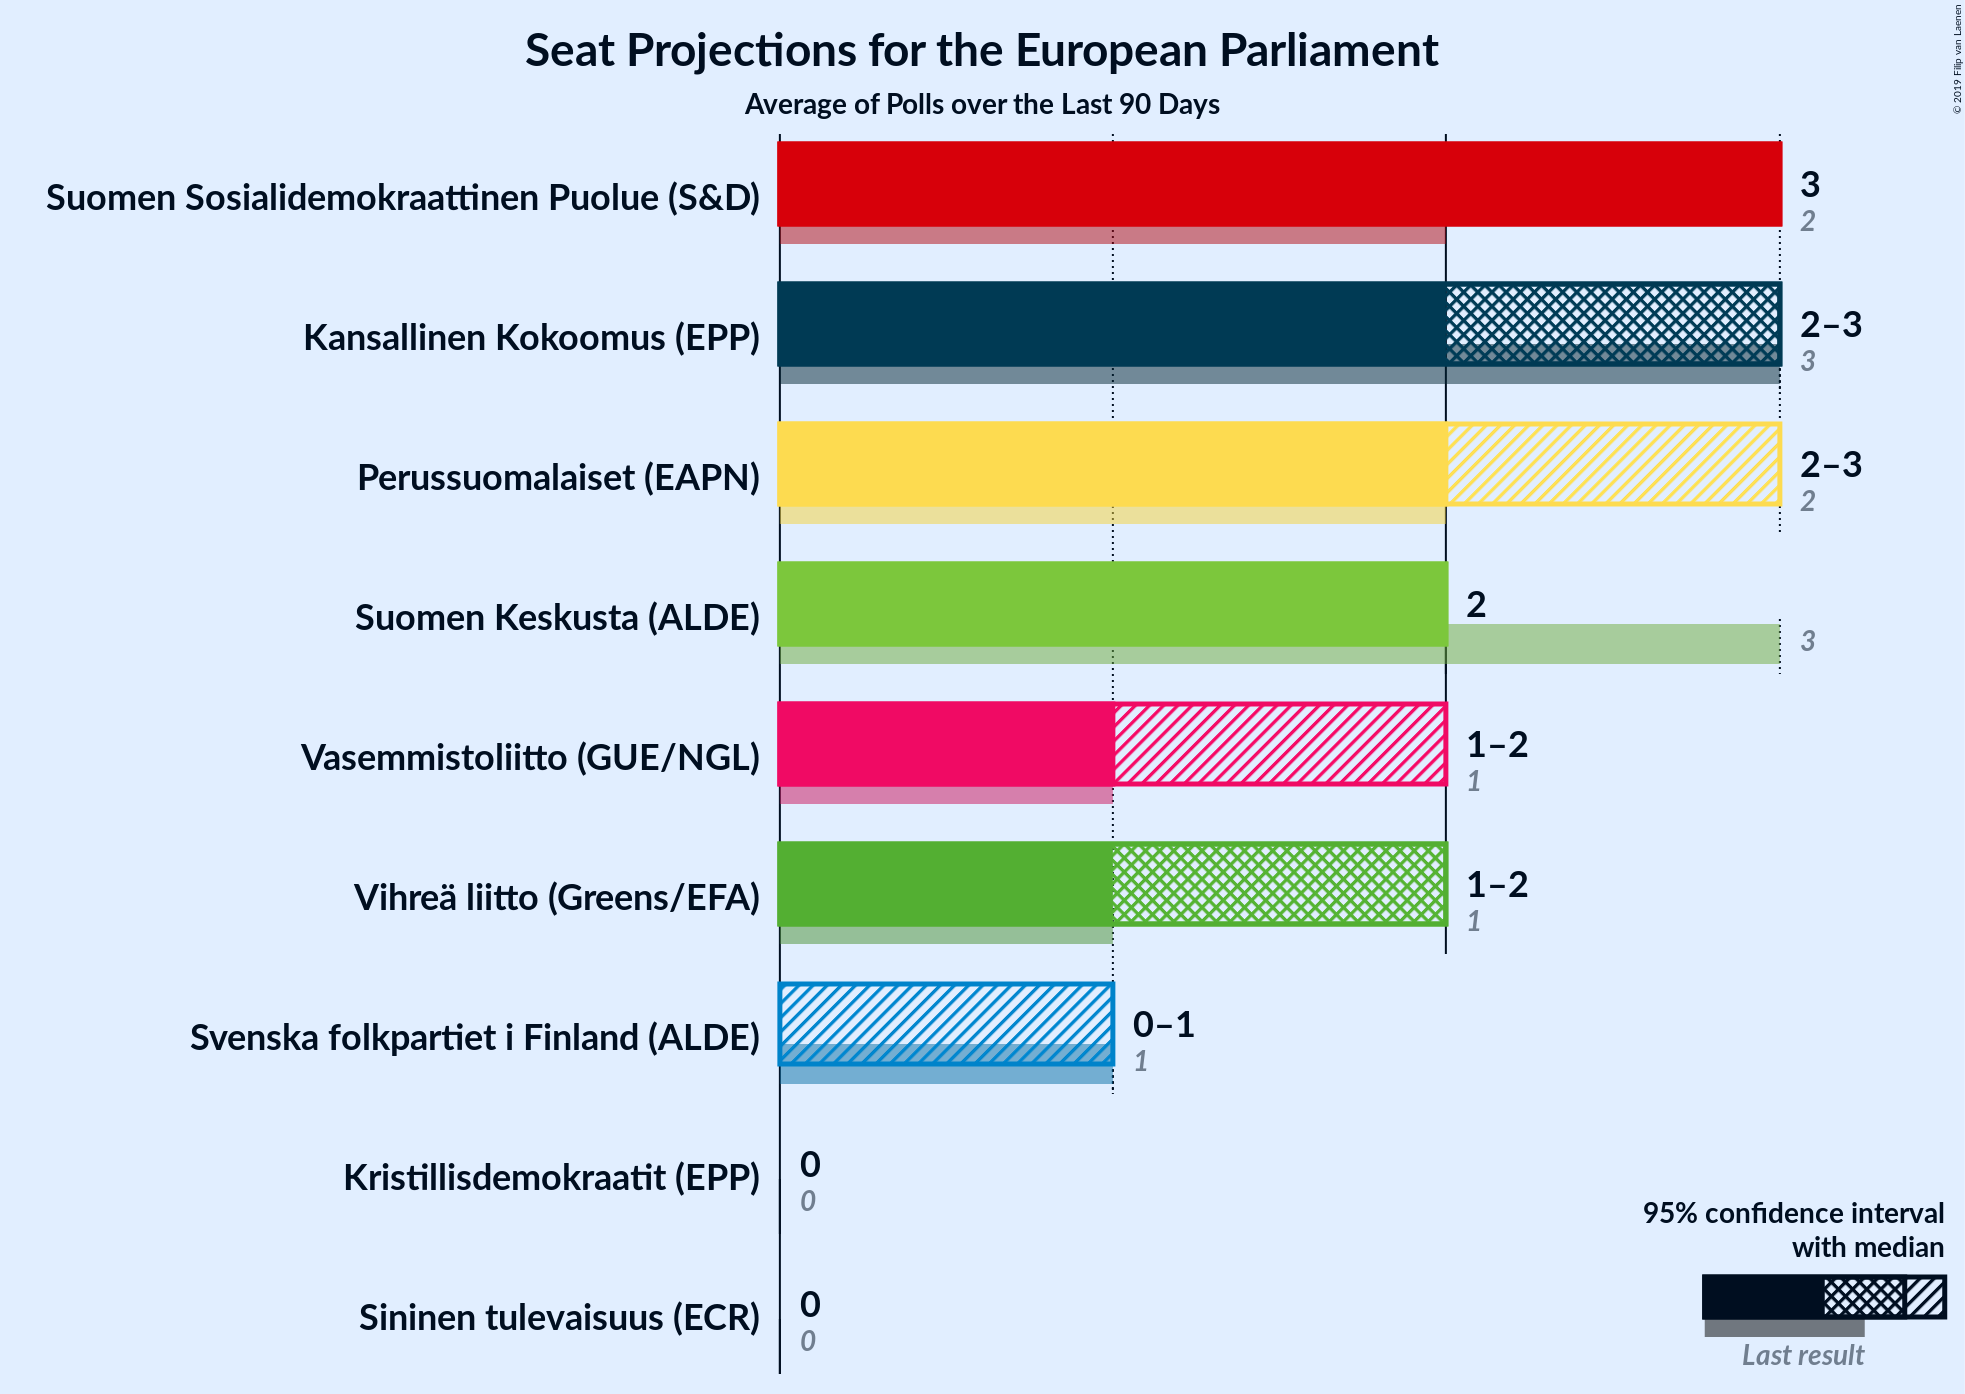 Seat Projections for the European Parliament
Average of Polls over the Last 90 Days
© 2019 Filip van Laenen
Suomen Sosialidemokraattinen Puolue (S&D)
3
2
Kansallinen Kokoomus (EPP)
2–3
3
Perussuomalaiset (EAPN)
2–3
2
Suomen Keskusta (ALDE)
2
3
Vasemmistoliitto (GUE/NGL)
1–2
1
Vihreä liitto (Greens/EFA)
1–2
1
Svenska folkpartiet i Finland (ALDE)
0–1
1
Kristillisdemokraatit (EPP)
0
0
Sininen tulevaisuus (ECR)
0
0
95% confidence interval
with median
Last result